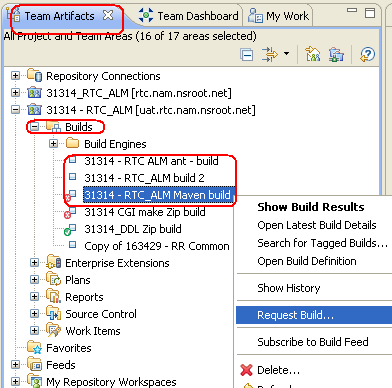 Team Artifacts Team Dashboard My Work
All Project and Team Areas (16 of 17 areas selected)
Repository Connections
31314_RTC_ALM [rtc.nam.nsroot.net]
31314 - RTC_ALM [uat.rtc.nam.nsroot.net]
Builds
Build Engines
31314 - RTC ALM ant - build
31314 - RTC_ALM build 2
31314 - RTC_ALM Maven build
31314 CGI make Zip build
31314_DDL Zip build
Copy of 163429 - RR Common
Enterprise Extensions
Plans
Reports
Source Control
Work Items
Favorites
Feeds
My Repository Workspaces
Show Build Results
Open Latest Build Details
Search for Tagged Builds...
Open Build Definition
Show History
Request Build...
Subscribe to Build Feed
Delete...